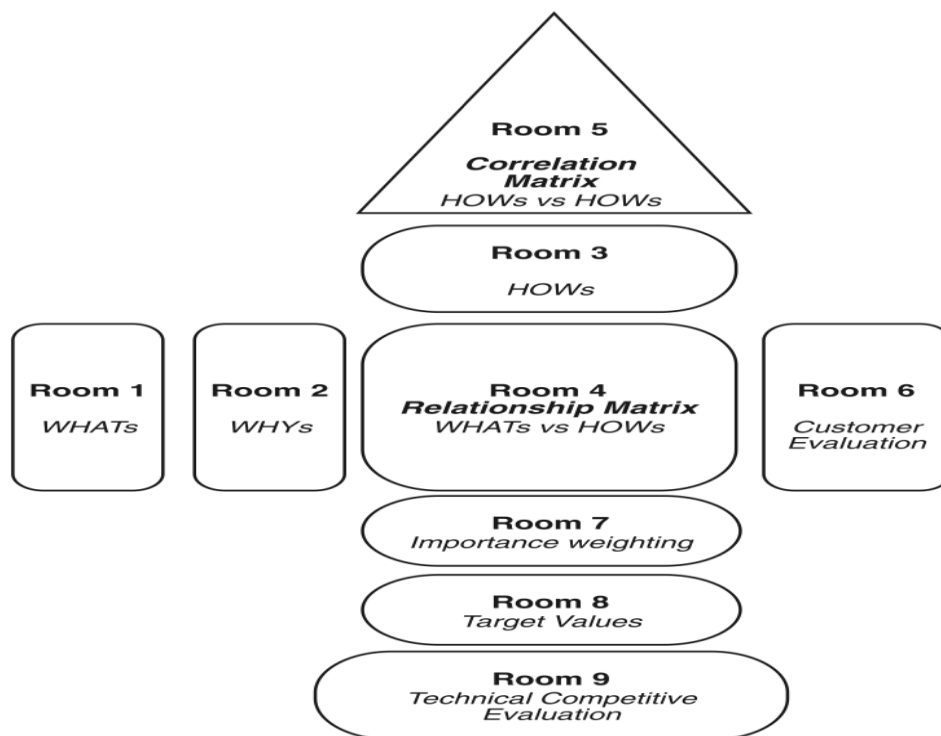 Room 5
Correlation
Matrix
HOWs vs HOWs
Room 3
HOWs
Room 1
WHATs
Room 2
WHYs
Room 4
Relationship Matrix
WHATs vs HOWs
Room 6
Customer
Evaluation
Room 7
Importance weighting
Room 8
Target Values
Room 9
Technical Competitive
Evaluation